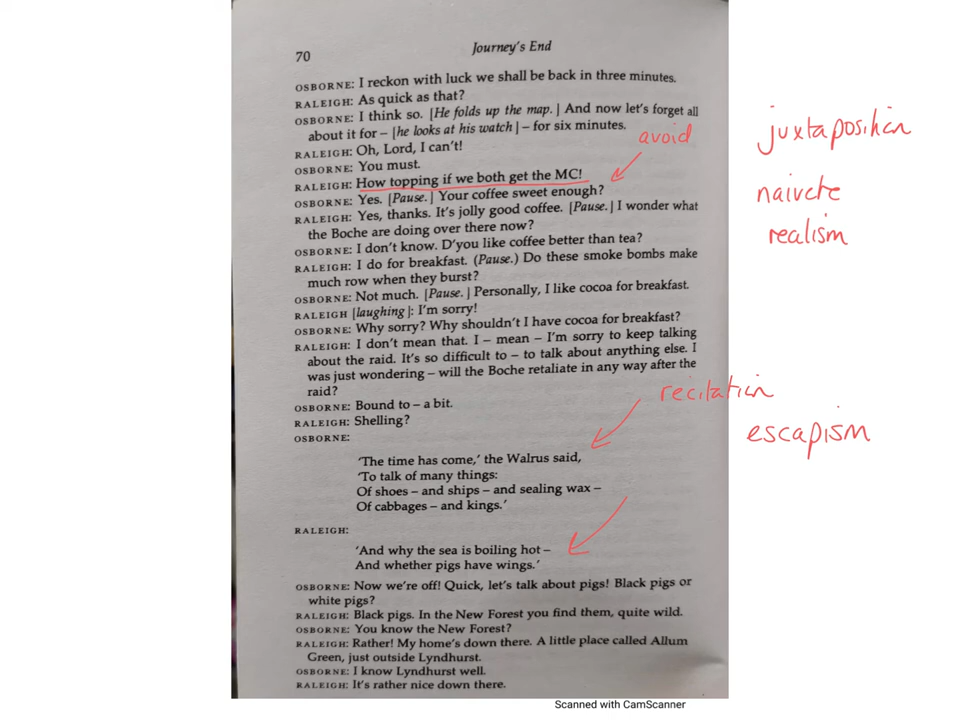 70
Journey's End
OSBORNE: I reckon with luck we shall be back in three minutes.
RALEIGH: As quick as that?
OSBORNE: I think so. [He folds up the map.] And now let's forget all
about it for – [he looks at his watch] – for six minutes.
RALEIGH: Oh, Lord, I can't!
OSBORNE: You must.
RALEIGH: How topping if we both get the MC!
OSBORNE: Yes. [Pause.] Your coffee sweet enough?
RALEIGH: Yes, thanks. It's jolly good coffee. [Pause.] I wonder what
the Boche are doing over there now?
OSBORNE: I don't know. D'you like coffee better than tea?
RALEIGH: I do for breakfast. (Pause.) Do these smoke bombs make
much row when they burst?
OSBORNE: Not much. [Pause.] Personally, I like cocoa for breakfast.
RALEIGH [laughing]: I'm sorry!
OSBORNE: Why sorry? Why shouldn't I have cocoa for breakfast?
RALEIGH: I don't mean that. I – mean – I'm sorry to keep talking
about the raid. It's so difficult to – to talk about anything else. I
was just wondering – will the Boche retaliate in any way after the
raid?
OSBORNE: Bound to – a bit.
RALEIGH: Shelling?
OSBORNE:
'The time has come,' the Walrus said,
'To talk of many things:
Of shoes – and ships – and sealing wax –
Of cabbages – and kings.'
RALEIGH:
'And why the sea is boiling hot –
And whether pigs have wings.'
OSBORNE: Now we're off! Quick, let's talk about pigs! Black pigs or
white pigs?
RALEIGH: Black pigs. In the New Forest you find them, quite wild.
OSBORNE: You know the New Forest?
RALEIGH: Rather! My home's down there. A little place called Allum
Green, just outside Lyndhurst.
OSBORNE: I know Lyndhurst well.
RALEIGH: It's rather nice down there.
avoid
juxtaposition
naivete
realism
recitation
escapism
Scanned with CamScanner